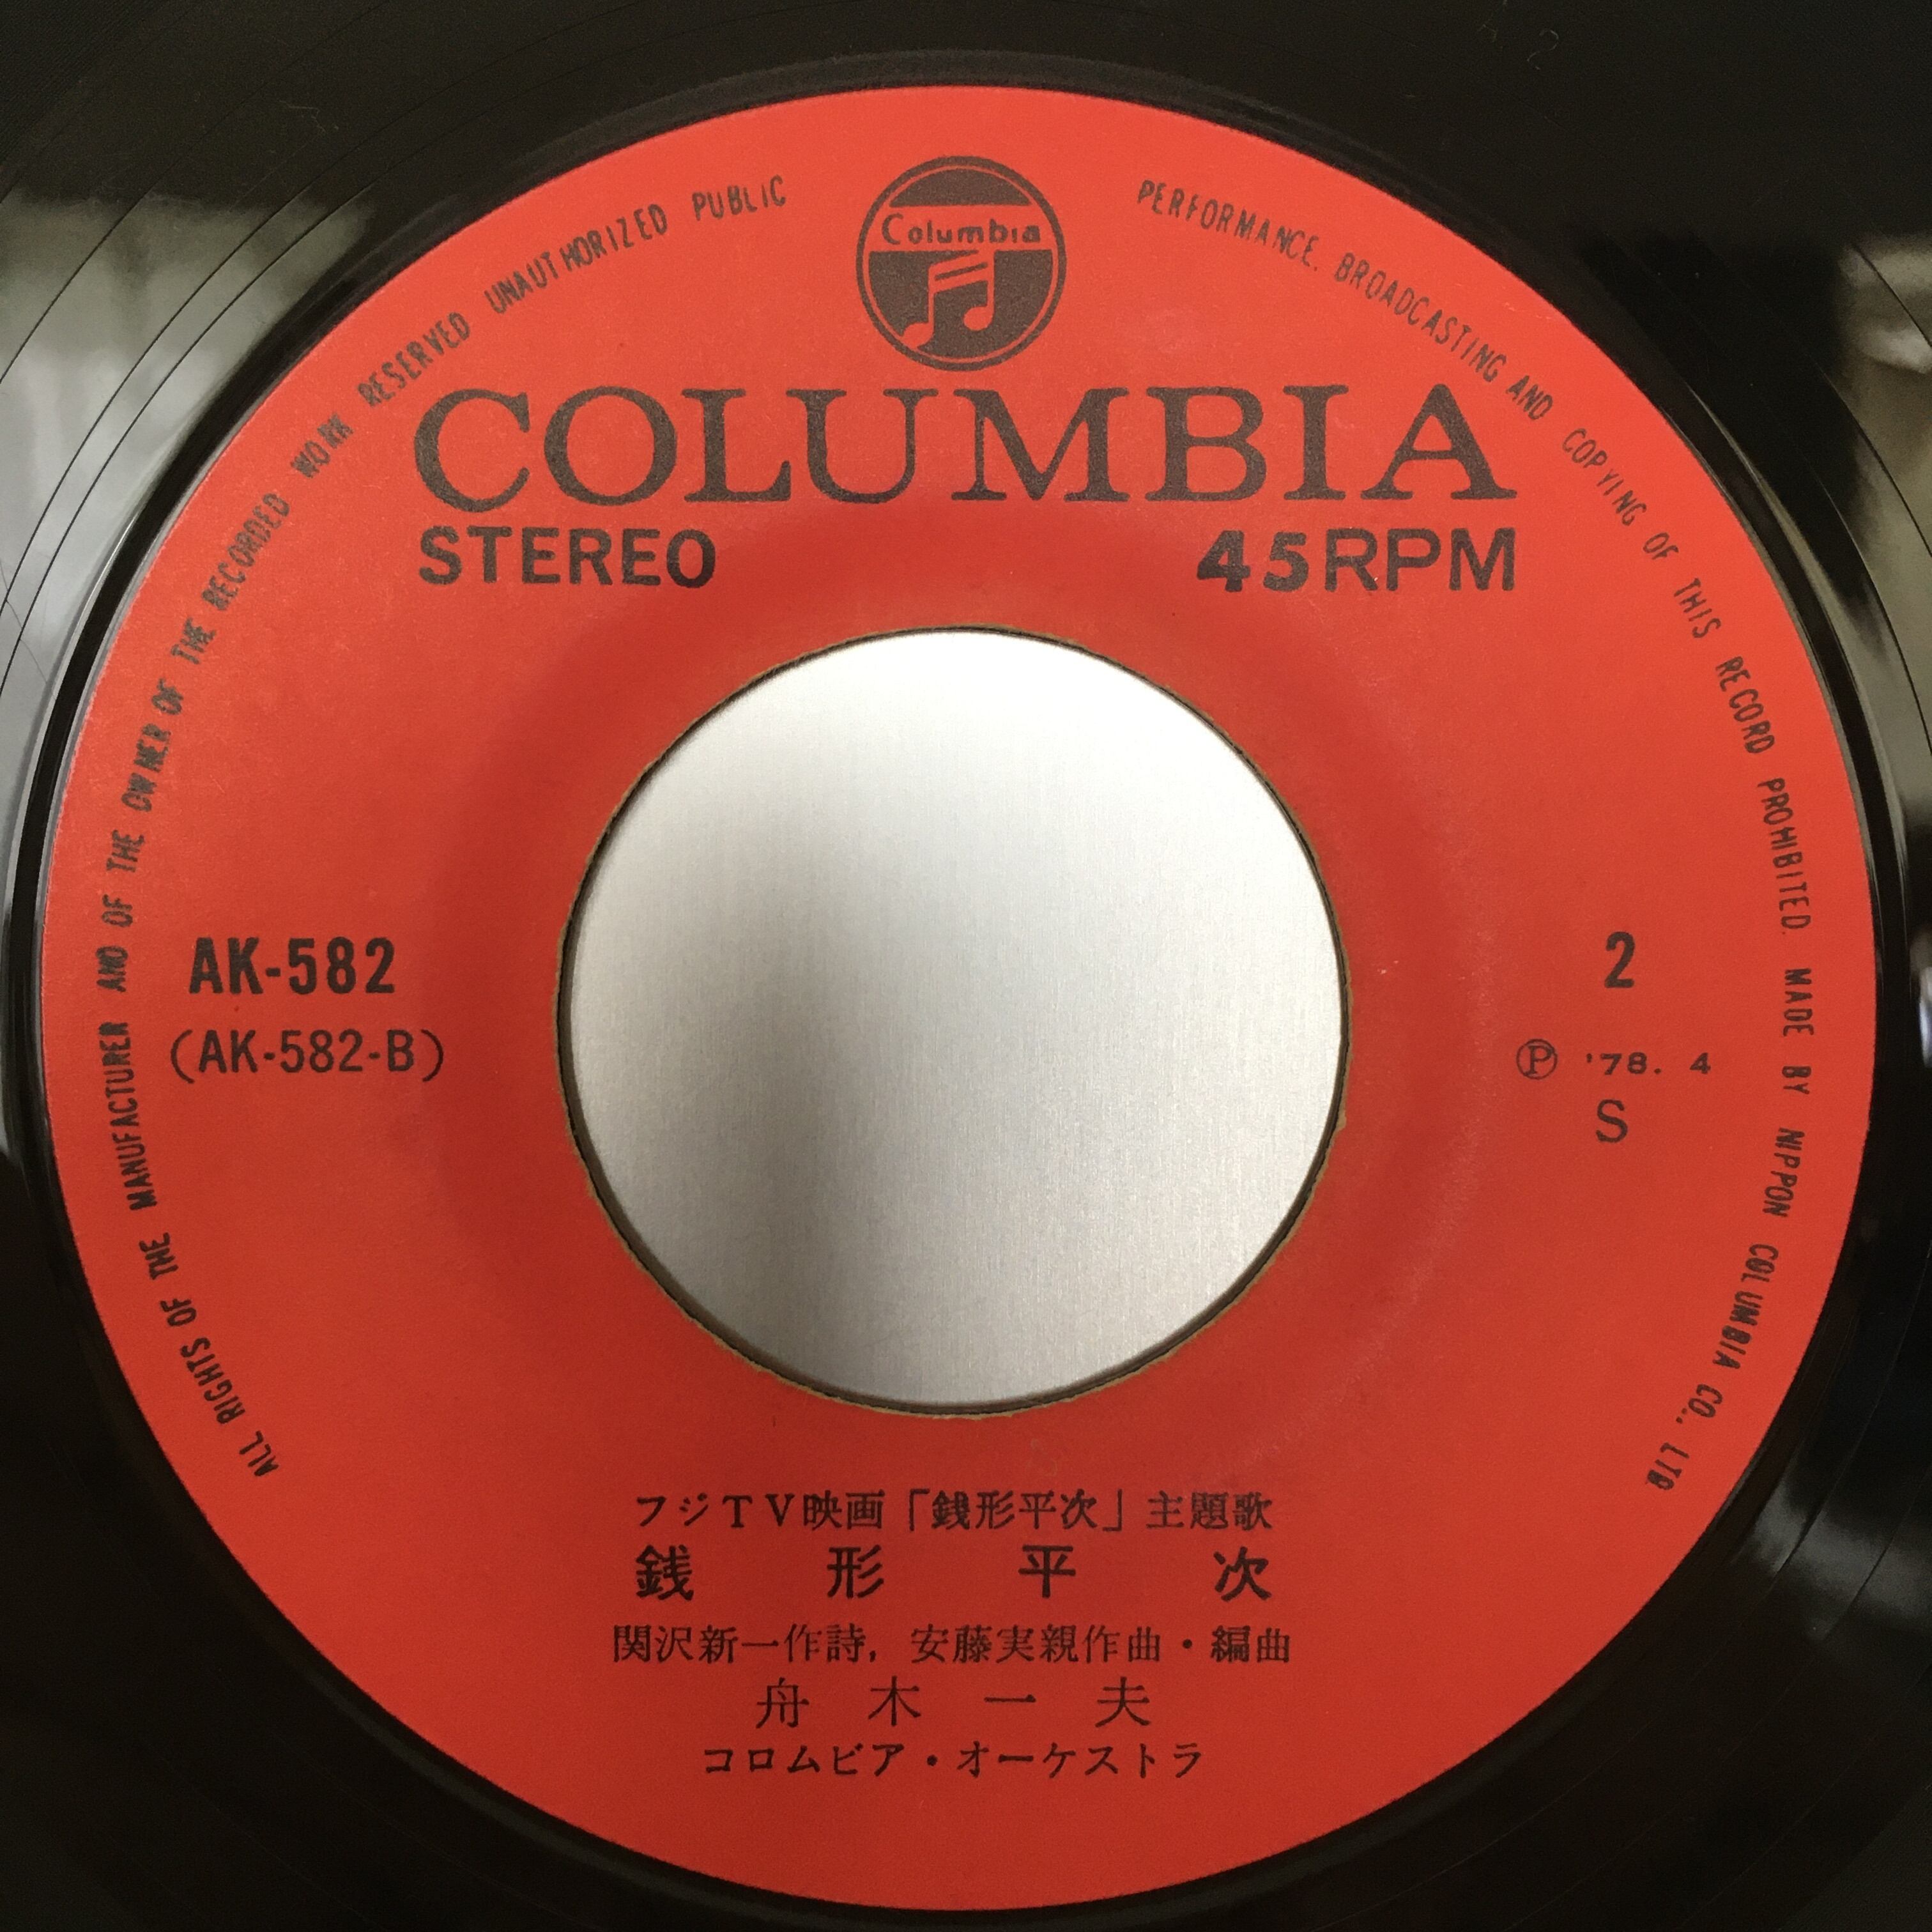 Columbia
COLUMBIA
STEREO 45RPM
AK-582
(AK-582-B)
2
Ⓟ '78. 4
S
フジTV映画「銭形平次」主題歌
銭形平次
関沢新一作詩, 安藤実親作曲・編曲
舟木一夫
コロムビア・オーケストラ
ALL RIGHTS OF THE MANUFACTURER AND OF THE OWNER OF THE RECORDED WORK RESERVED UNAUTHORIZED PUBLIC PERFORMANCE. BROADCASTING AND COPYING OF THIS RECORD PROHIBITED. MADE BY NIPPON COLUMBIA CO., LTD